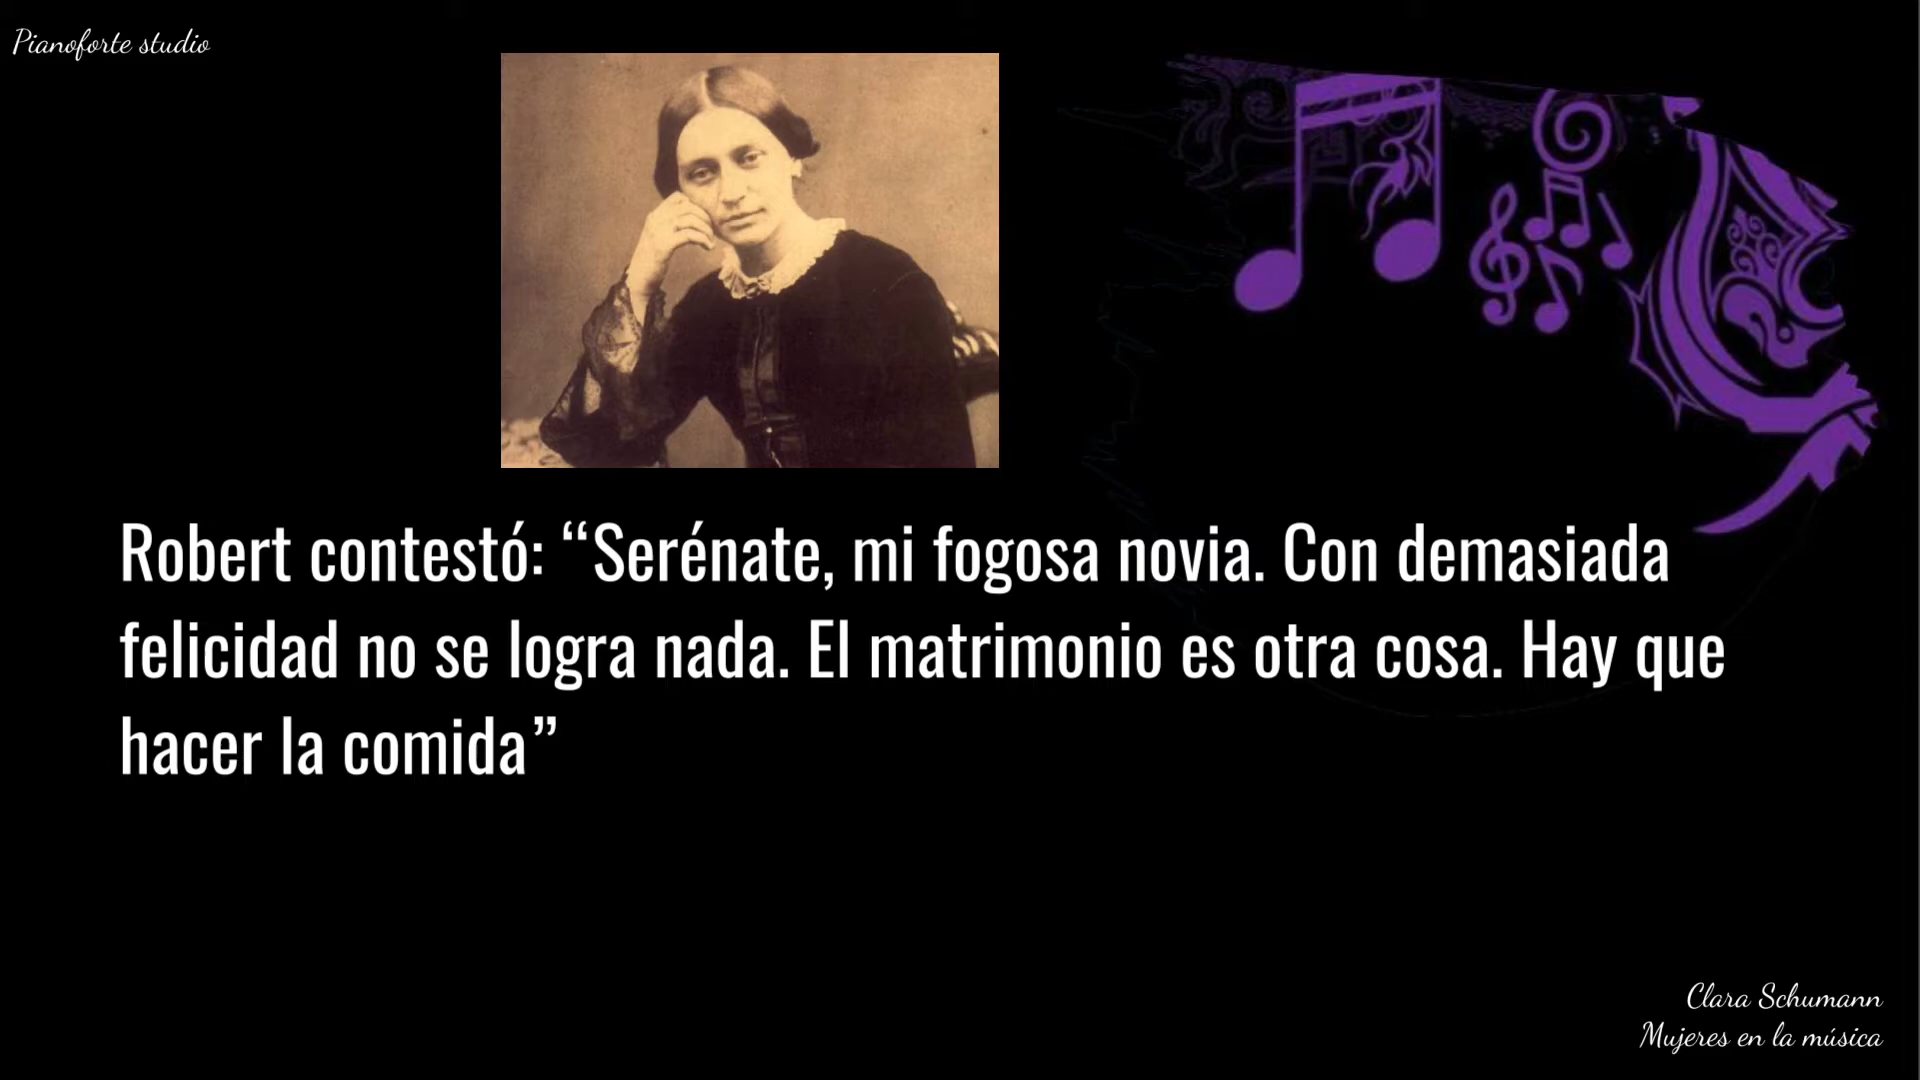 Pianoforte studio
Robert contestó: “Serénate, mi fogosa novia. Con demasiada
felicidad no se logra nada. El matrimonio es otra cosa. Hay que
hacer la comida”
Clara Schumann
Mujeres en la música